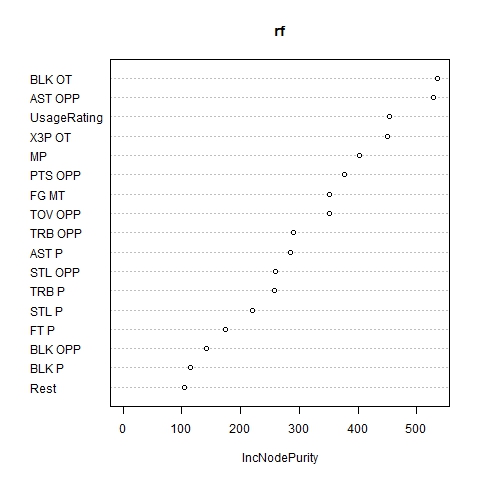 rf
BLK OT
AST OPP
UsageRating
X3P OT
MP
PTS OPP
FG MT
TOV OPP
TRB OPP
AST P
STL OPP
TRB P
STL P
FT P
BLK OPP
BLK P
Rest
0 100 200 300 400 500
IncNodePurity